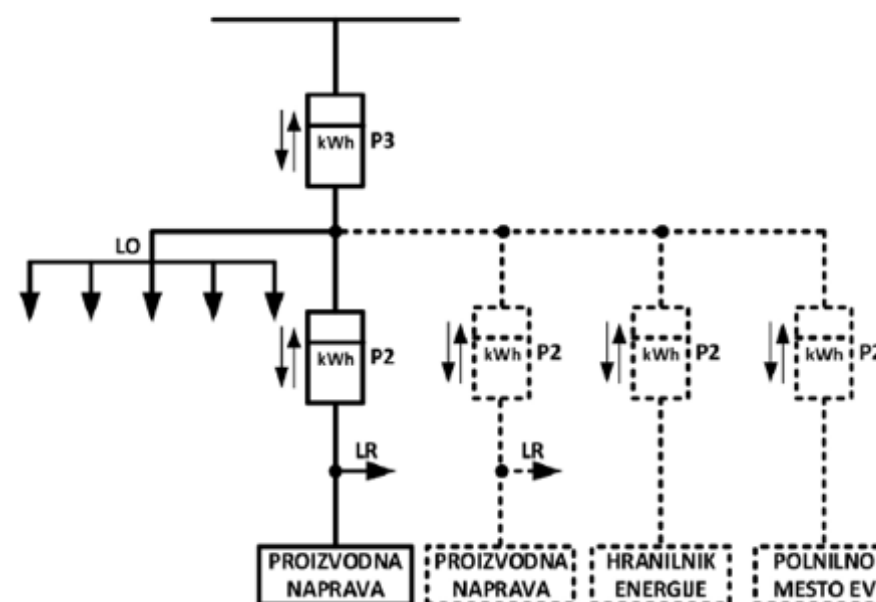 kWh P3
LO
kWh P2
kWh P2
kWh P2
kWh P2
LR
LR
PROIZVODNA
NAPRAVA
PROIZVODNA
NAPRAVA
HRANILNIK
ENERGIJE
POLNILNO
MESTO EV